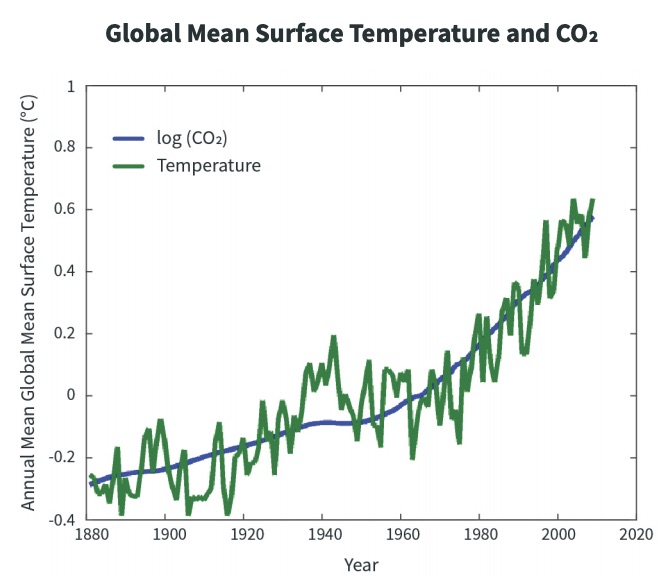 Global Mean Surface Temperature and CO₂
Annual Mean Global Mean Surface Temperature (°C)
1
0.8
0.6
0.4
0.2
0
-0.2
-0.4
log (CO₂)
Temperature
1880 1900 1920 1940 1960 1980 2000 2020
Year